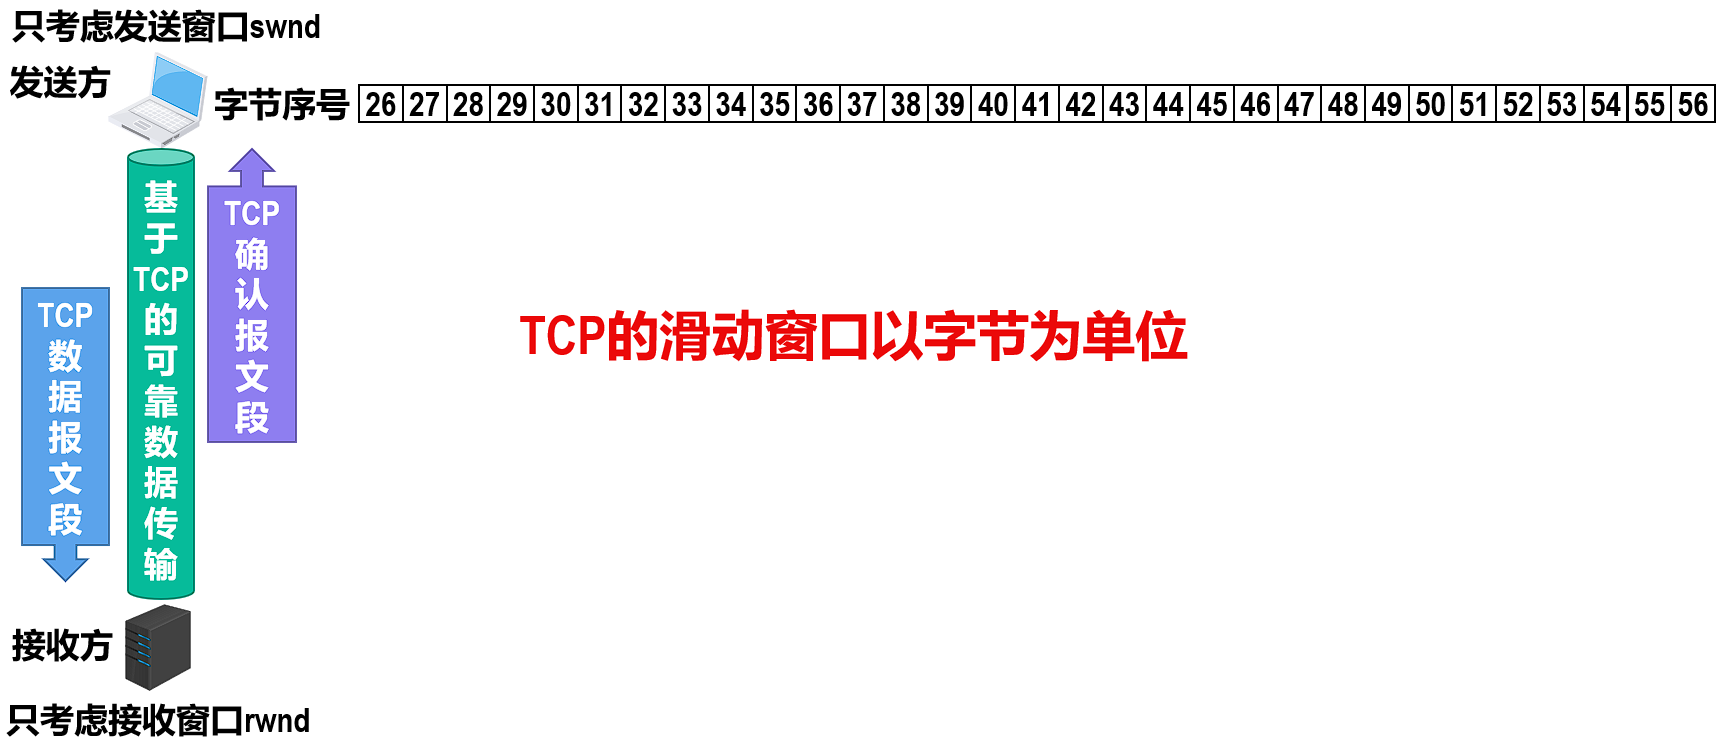 只考虑发送窗口swnd
发送方
字节序号 26 27 28 29 30 31 32 33 34 35 36 37 38 39 40 41 42 43 44 45 46 47 48 49 50 51 52 53 54 55 56
基于TCP的可靠数据传输
TCP确认报文段
TCP数据报文段
TCP的滑动窗口以字节为单位
接收方
只考虑接收窗口rwnd